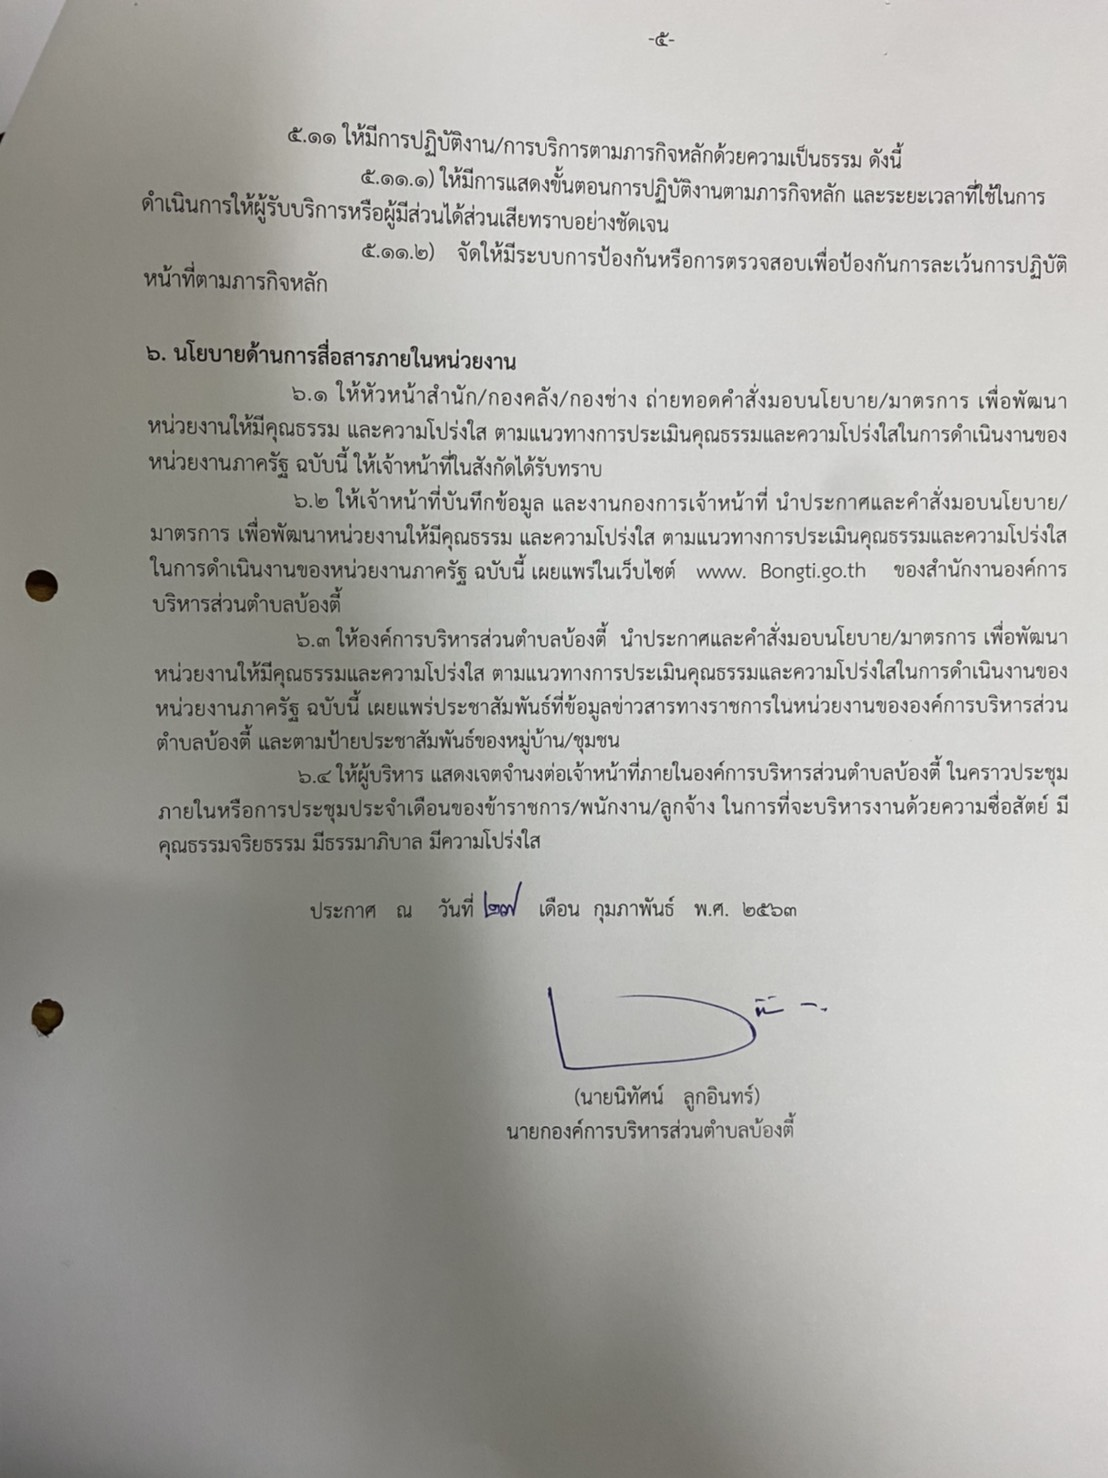 -๕-
๕.๑๑ ให้มีการปฏิบัติงาน/การบริการตามภารกิจหลักด้วยความเป็นธรรม ดังนี้
๕.๑๑.๑) ให้มีการแสดงขั้นตอนการปฏิบัติงานตามภารกิจหลัก และระยะเวลาที่ใช้ในการ
ดำเนินการให้ผู้รับบริการหรือผู้มีส่วนได้ส่วนเสียทราบอย่างชัดเจน
๕.๑๑.๒) จัดให้มีระบบการป้องกันหรือการตรวจสอบเพื่อป้องกันการละเว้นการปฏิบัติ
หน้าที่ตามภารกิจหลัก
๖. นโยบายด้านการสื่อสารภายในหน่วยงาน
๖.๑ ให้หัวหน้าสำนัก/กองคลัง/กองช่าง ถ่ายทอดคำสั่งมอบนโยบาย/มาตรการ เพื่อพัฒนา
หน่วยงานให้มีคุณธรรม และความโปร่งใส ตามแนวทางการประเมินคุณธรรมและความโปร่งใสในการดำเนินงานของ
หน่วยงานภาครัฐ ฉบับนี้ ให้เจ้าหน้าที่ในสังกัดได้รับทราบ
๖.๒ ให้เจ้าหน้าที่บันทึกข้อมูล และงานกองการเจ้าหน้าที่ นำประกาศและคำสั่งมอบนโยบาย/
มาตรการ เพื่อพัฒนาหน่วยงานให้มีคุณธรรม และความโปร่งใส ตามแนวทางการประเมินคุณธรรมและความโปร่งใส
ในการดำเนินงานของหน่วยงานภาครัฐ ฉบับนี้ เผยแพร่ในเว็บไซต์ www. Bongti.go.th ของสำนักงานองค์การ
บริหารส่วนตำบลบ้องตี้
๖.๓ ให้องค์การบริหารส่วนตำบลบ้องตี้ นำประกาศและคำสั่งมอบนโยบาย/มาตรการ เพื่อพัฒนา
หน่วยงานให้มีคุณธรรมและความโปร่งใส ตามแนวทางการประเมินคุณธรรมและความโปร่งใสในการดำเนินงานของ
หน่วยงานภาครัฐ ฉบับนี้ เผยแพร่ประชาสัมพันธ์ที่ข้อมูลข่าวสารทางราชการในหน่วยงานขององค์การบริหารส่วน
ตำบลบ้องตี้ และตามป้ายประชาสัมพันธ์ของหมู่บ้าน/ชุมชน
๖.๔ ให้ผู้บริหาร แสดงเจตจำนงต่อเจ้าหน้าที่ภายในองค์การบริหารส่วนตำบลบ้องตี้ ในคราวประชุม
ภายในหรือการประชุมประจำเดือนของข้าราชการ/พนักงาน/ลูกจ้าง ในการที่จะบริหารงานด้วยความซื่อสัตย์ มี
คุณธรรมจริยธรรม มีธรรมาภิบาล มีความโปร่งใส
ประกาศ ณ วันที่ ๒๗ เดือน กุมภาพันธ์ พ.ศ. ๒๕๖๓
(นายนิทัศน์ ลูกอินทร์)
นายกองค์การบริหารส่วนตำบลบ้องตี้